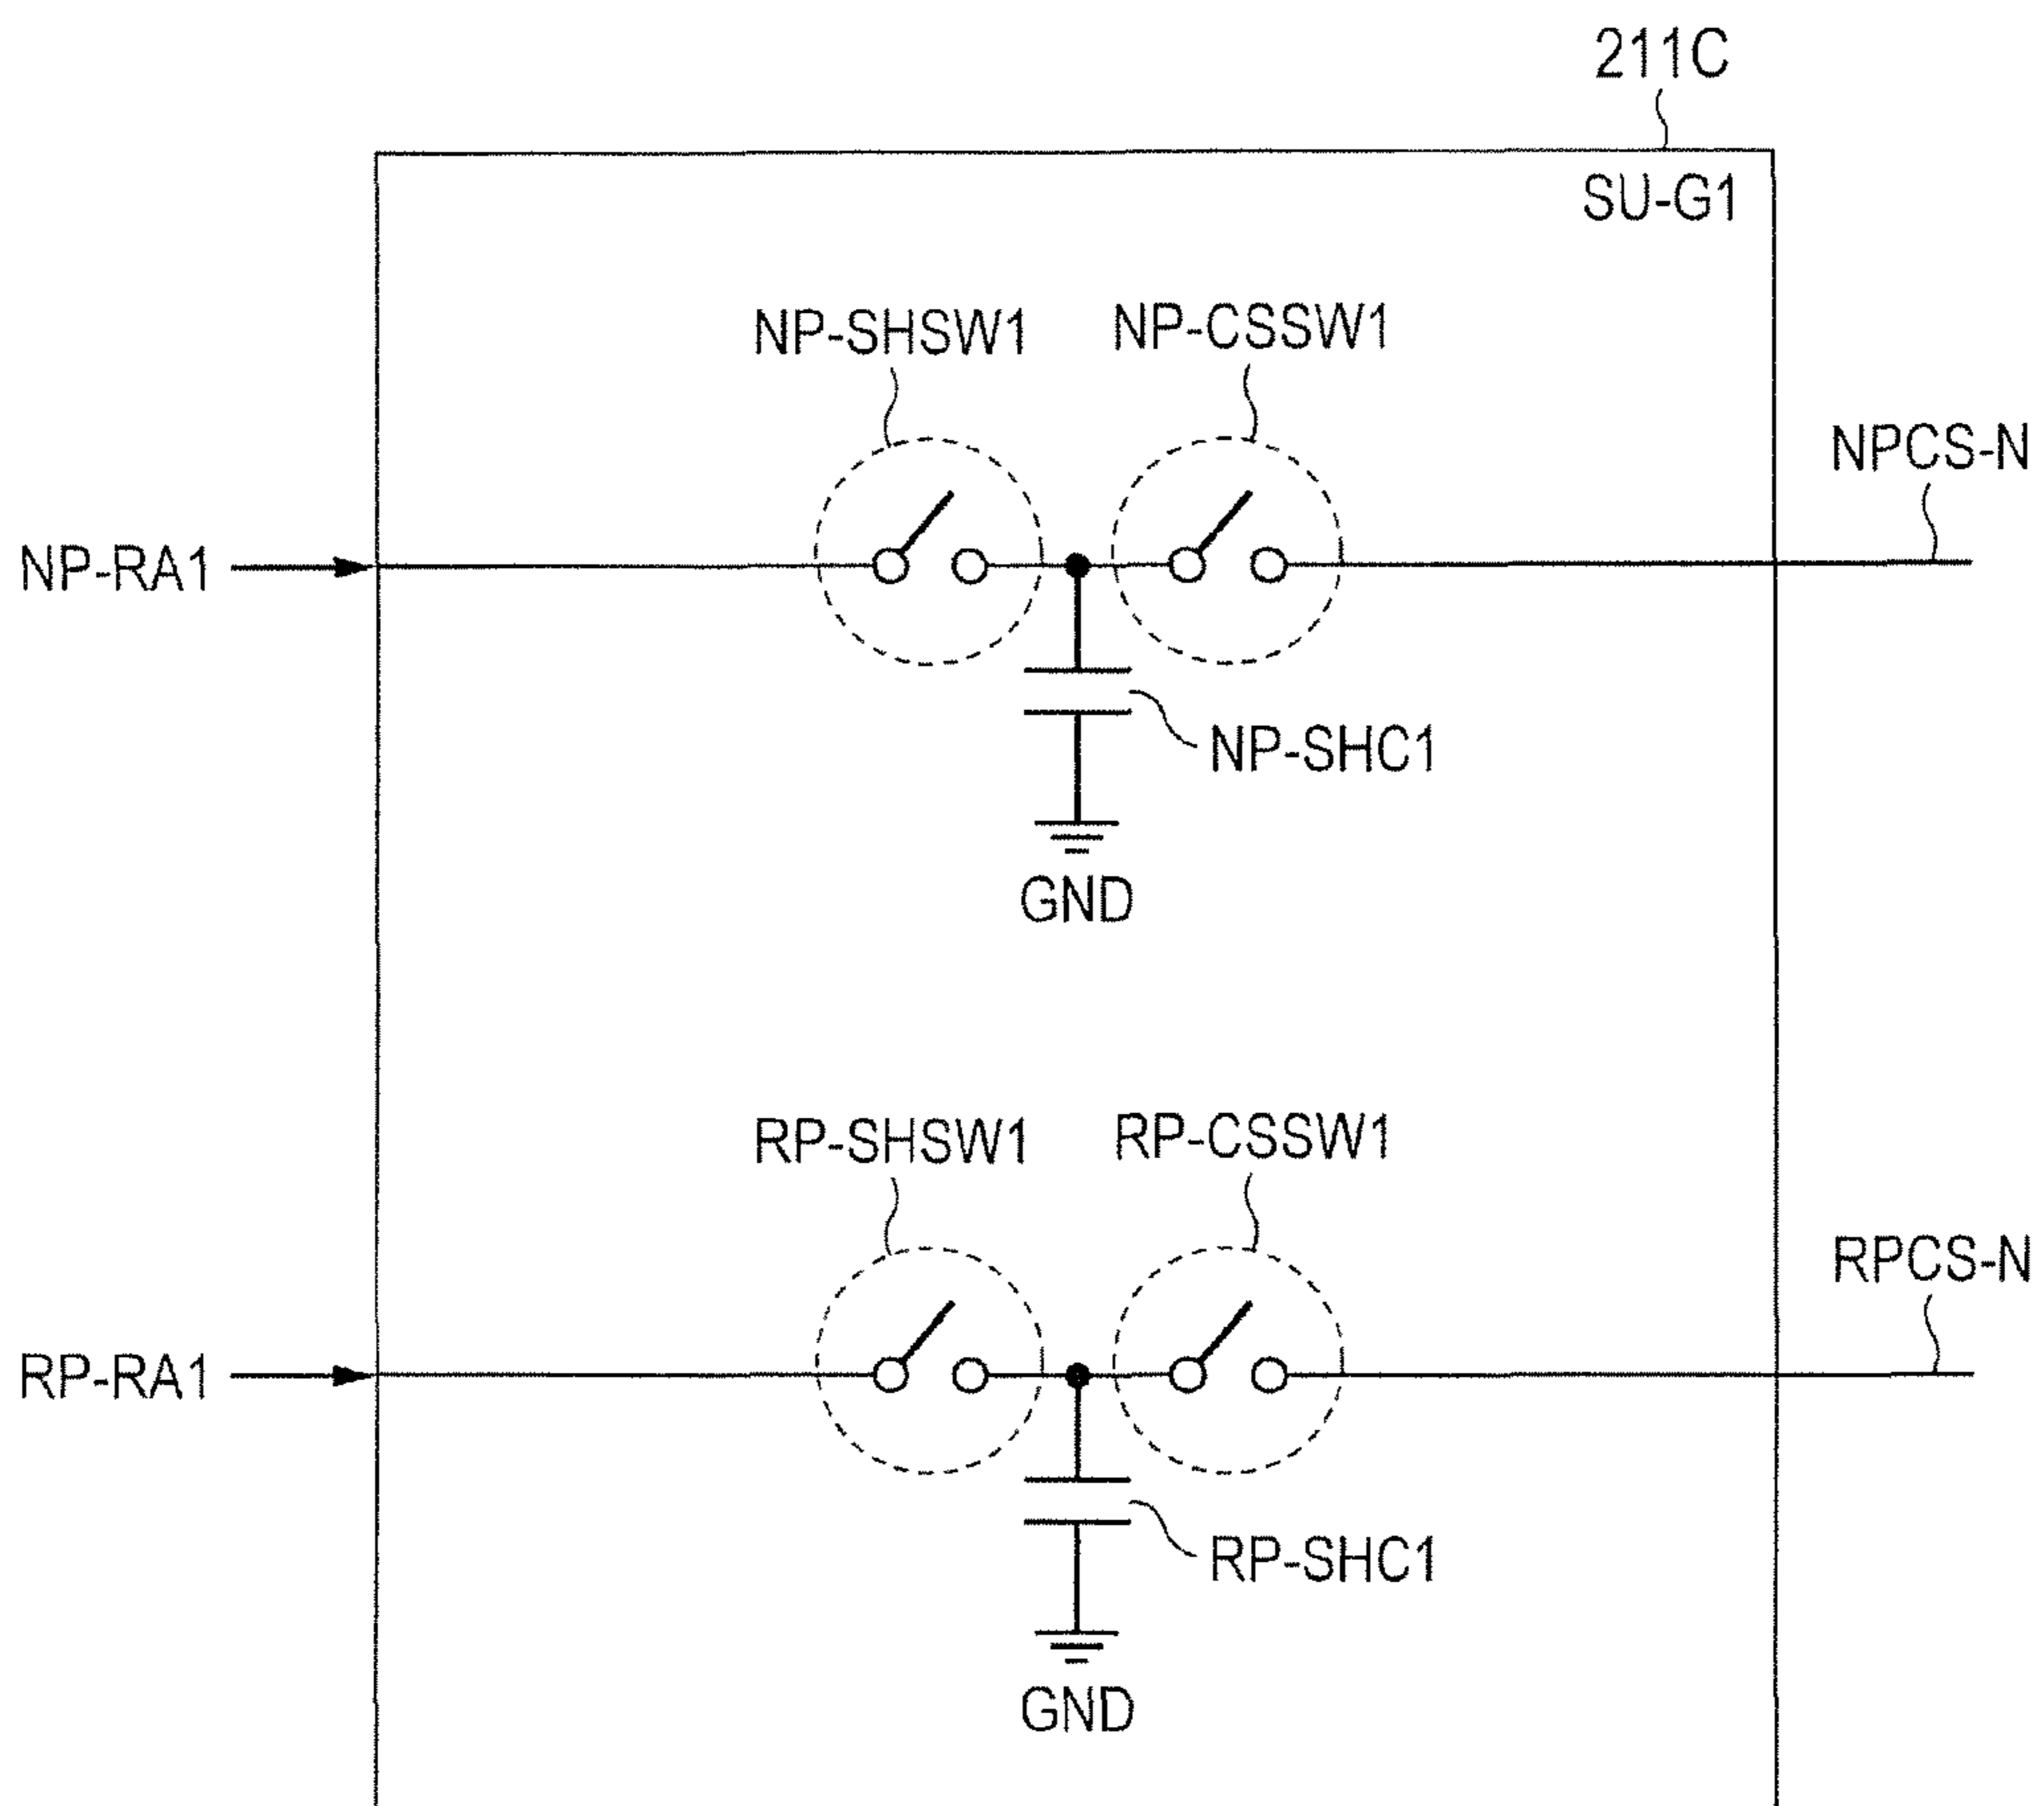 211C
SU-G1
NP-SHSW1
NP-CSSW1
NPCS-N
NP-RA1
NP-SHC1
GND
RP-SHSW1
RP-CSSW1
RPCS-N
RP-RA1
RP-SHC1
GND